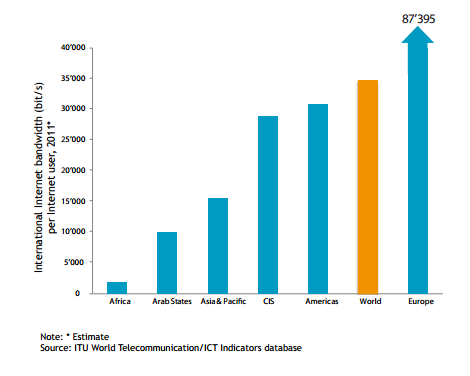 87’395
40’000
35’000
30’000
25’000
20’000
15’000
10’000
5’000
0
International Internet bandwidth (bit/s)
per Internet user, 2011*
Africa Arab States Asia & Pacific CIS Americas World Europe
Note: * Estimate
Source: ITU World Telecommunication/ICT Indicators database